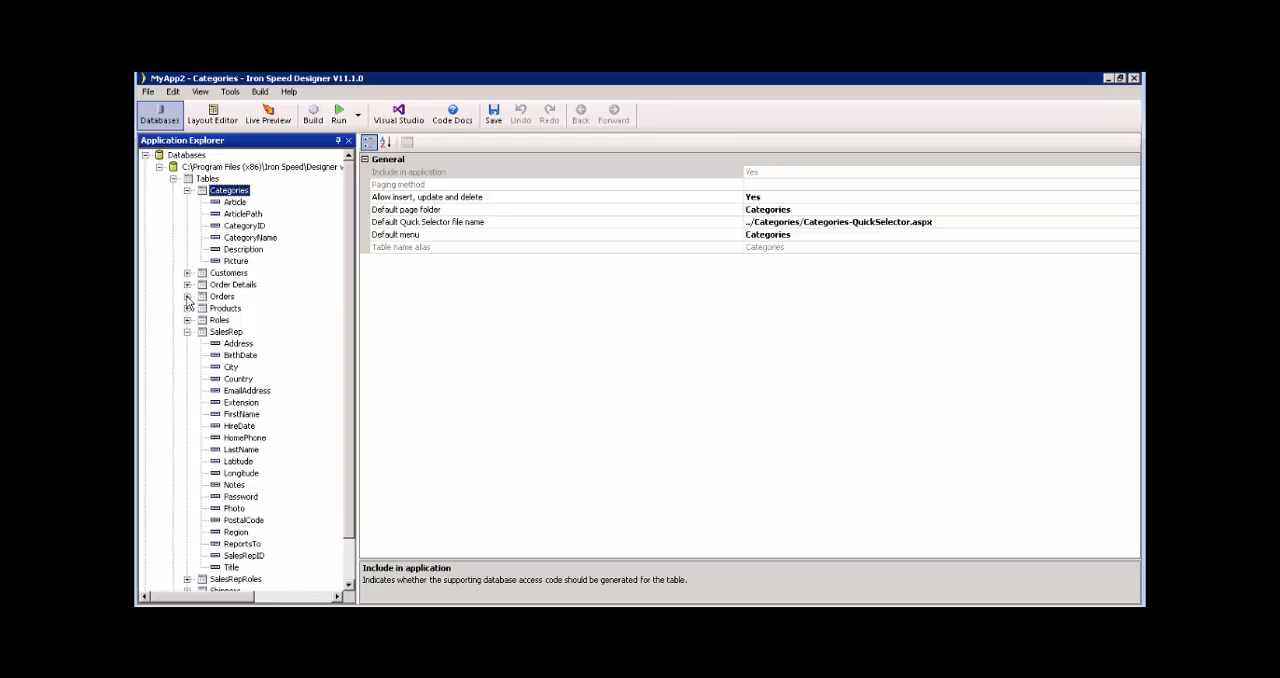 MyApp2 - Categories - Iron Speed Designer V11.1.0
File Edit View Tools Build Help
Databases Layout Editor Live Preview Build Run Visual Studio Code Docs Save Undo Redo Back Forward
Application Explorer
Databases
C:\Program Files (x86)\Iron Speed\Designer v
Tables
Categories
Article
ArticlePath
CategoryID
CategoryName
Description
Picture
Customers
Order Details
Orders
Products
Roles
SalesRep
Address
BirthDate
City
Country
EmailAddress
Extension
FirstName
HireDate
HomePhone
LastName
Latitude
Longitude
Notes
Password
Photo
PostalCode
Region
ReportsTo
SalesRepID
Title
SalesRepRoles
Shippers
General
Include in application Yes
Paging method
Allow insert, update and delete Yes
Default page folder Categories
Default Quick Selector file name ../Categories/Categories-QuickSelector.aspx
Default menu Categories
Table name alias Categories
Include in application
Indicates whether the supporting database access code should be generated for the table.